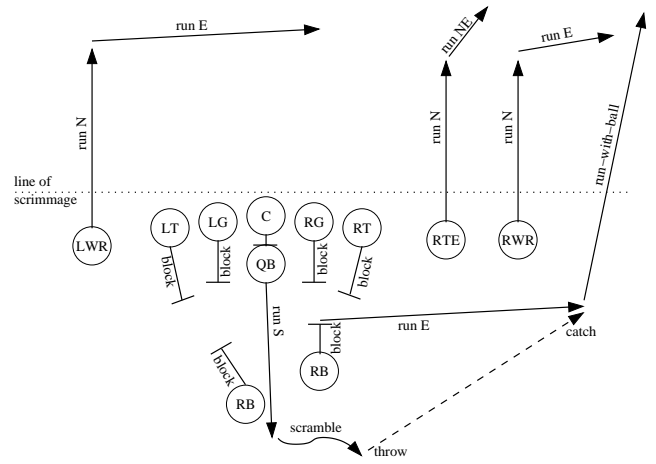 run E
run NE
run E
run N
run N
run N
run-with-ball
line of
scrimmage
LT
LG
C
RG
RT
LWR
QB
RTE
RWR
block
block
block
block
run S
run E
block
catch
block
RB
RB
scramble
throw